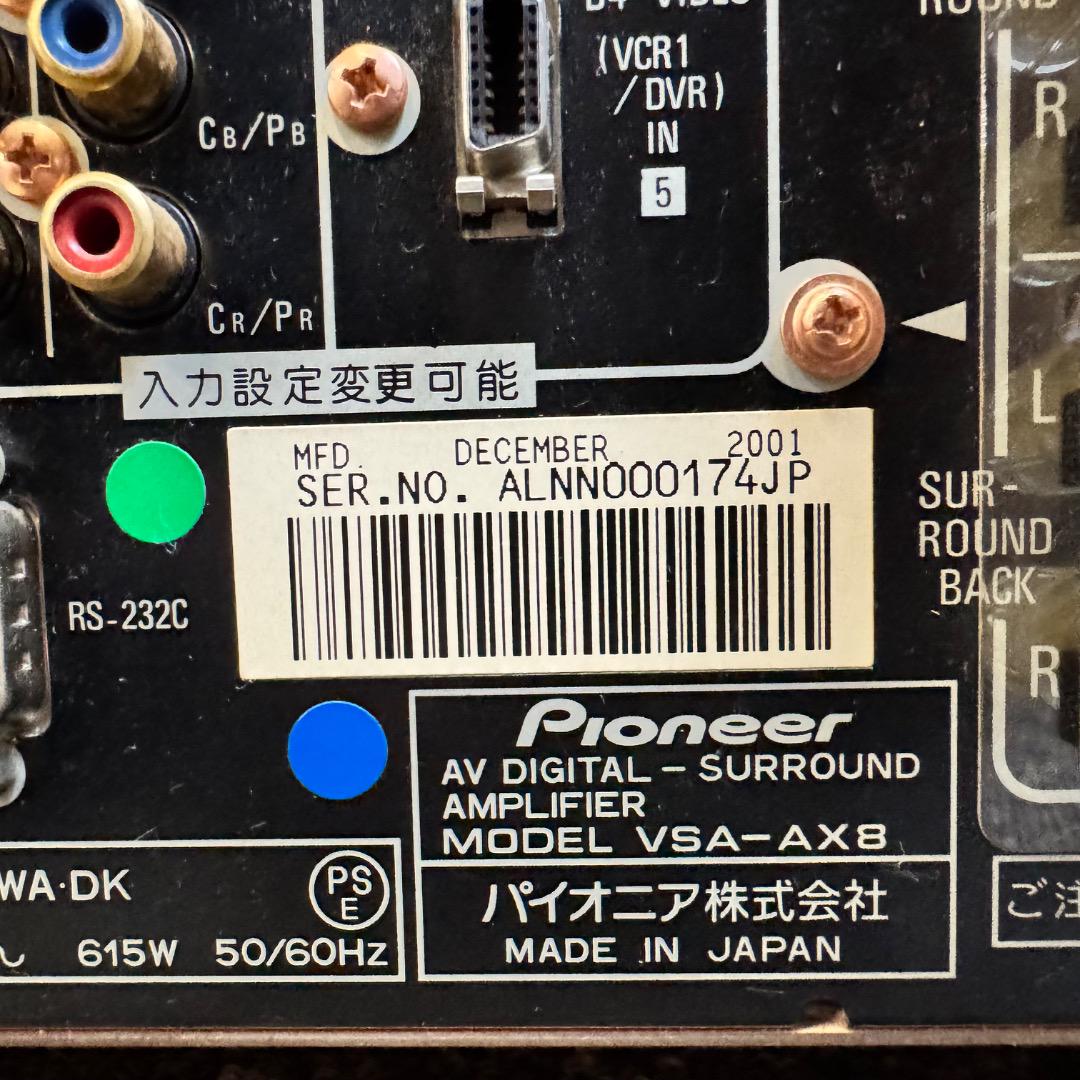 (VCR1
/DVR)
IN
5
CB/PB
CR/PR
R
L
入力設定変更可能
MFD. DECEMBER 2001
SER.NO. ALNN000174JP
SUR-
ROUND
BACK
R
RS-232C
Pioneer
AV DIGITAL-SURROUND
AMPLIFIER
MODEL VSA-AX8
パイオニア株式会社
MADE IN JAPAN
WA·DK
PS
E
615W 50/60Hz
ご注